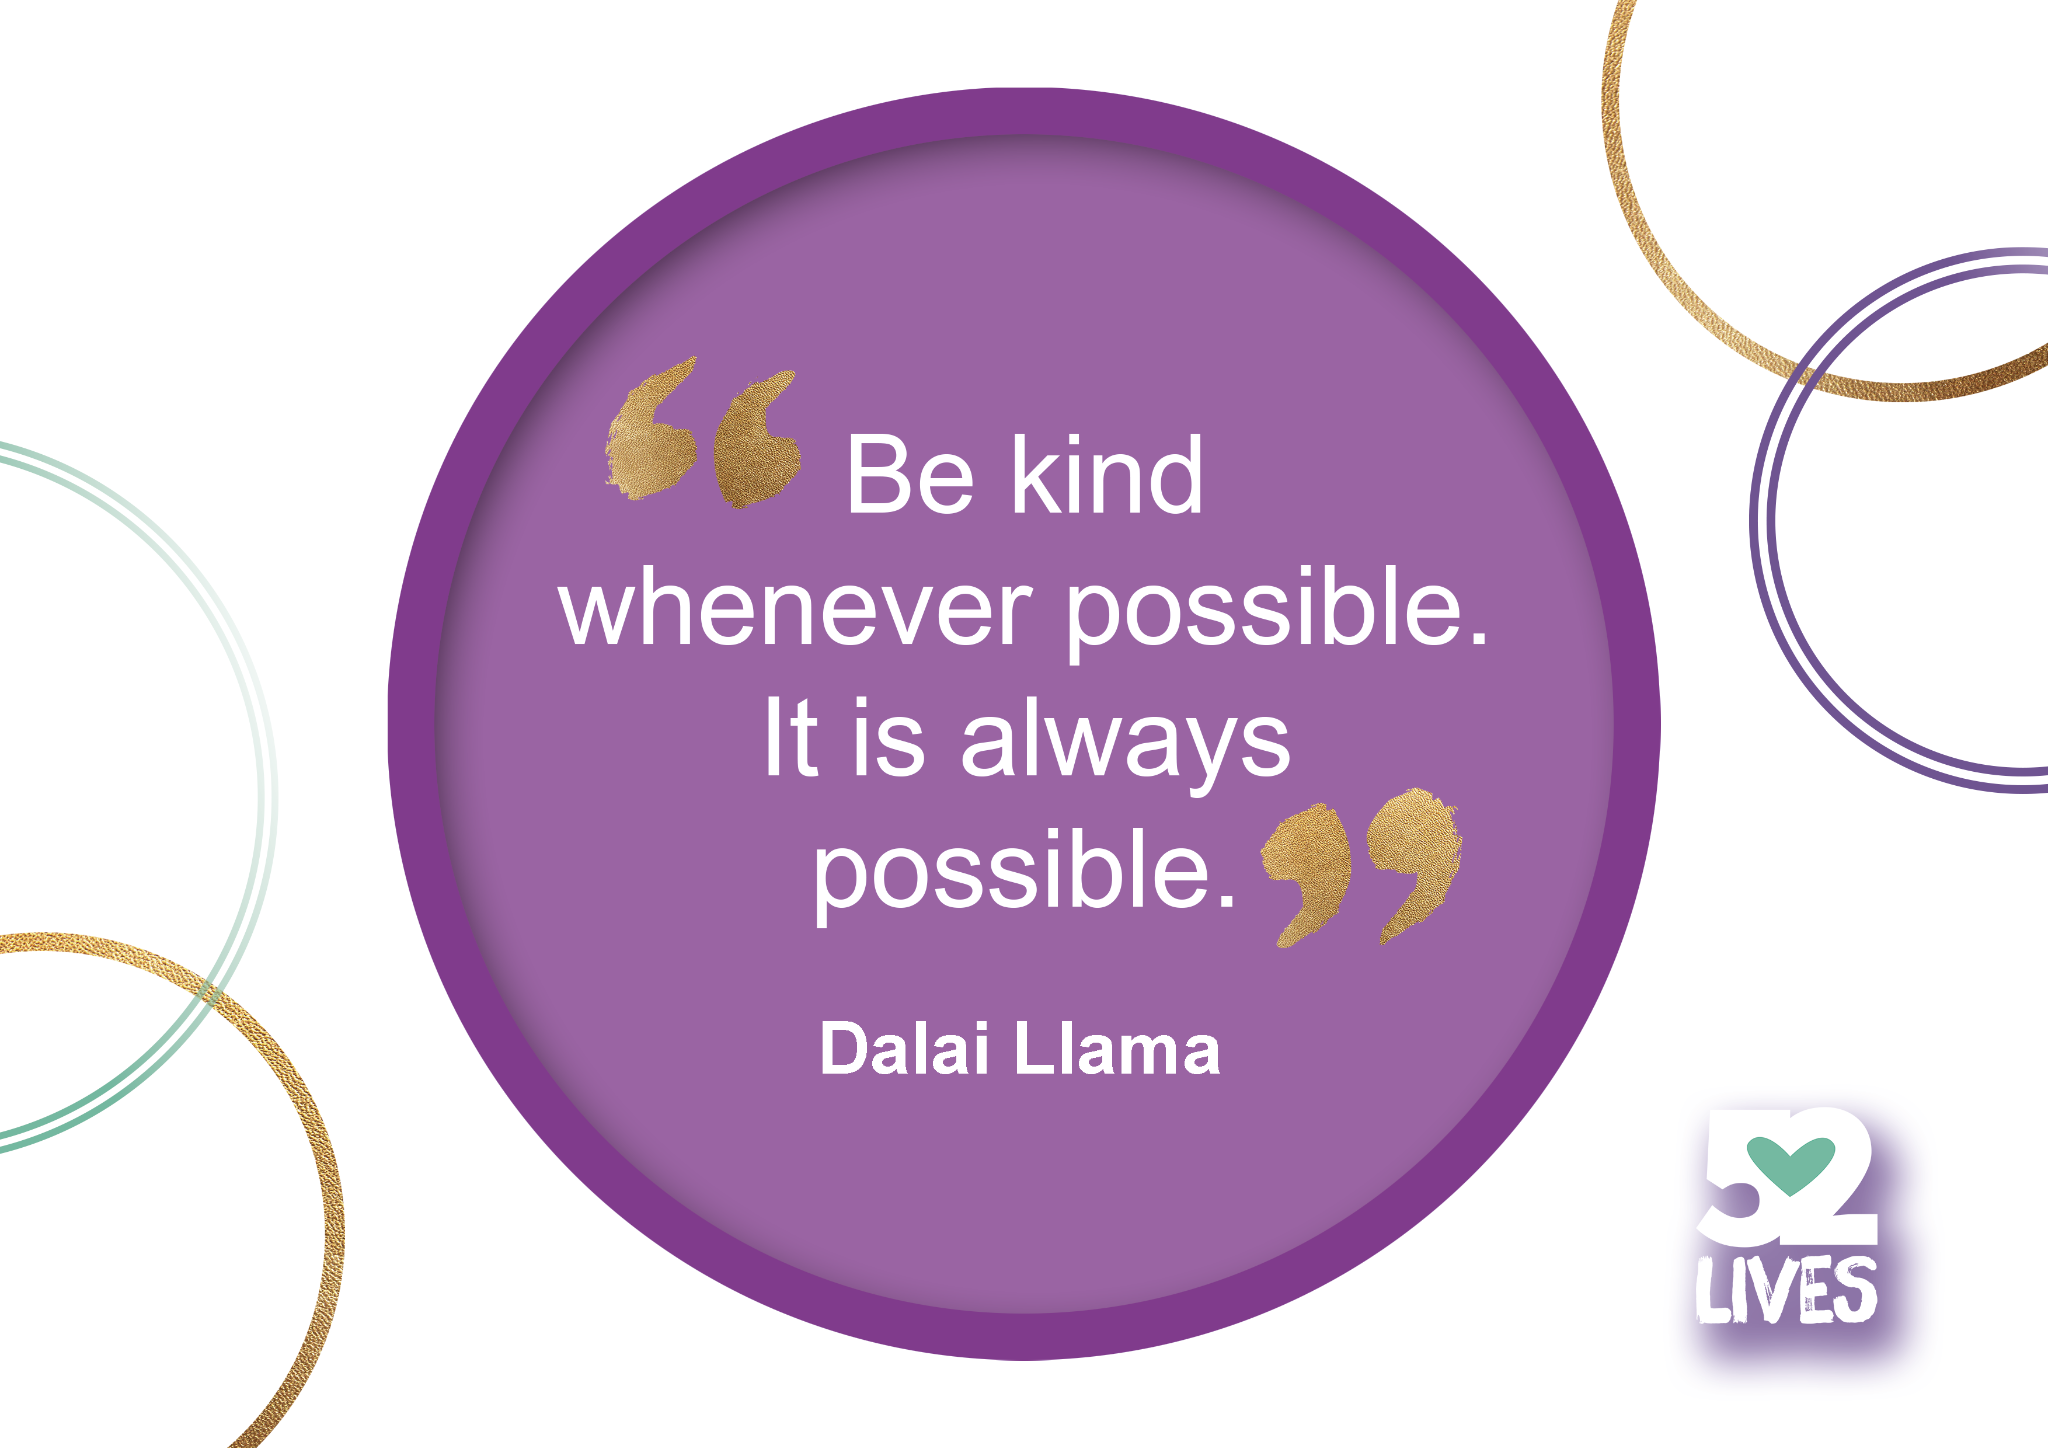 “Be kind
whenever possible.
It is always
possible.”
Dalai Llama
52
LIVES